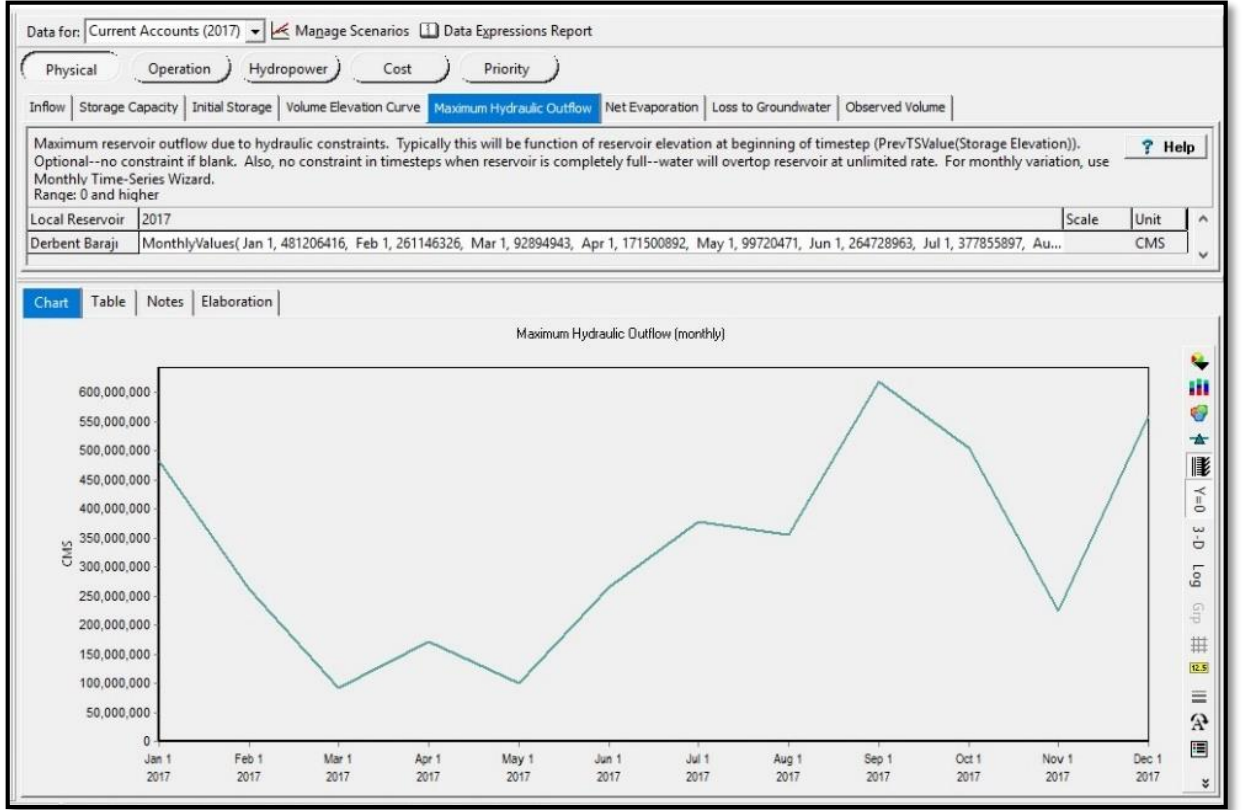 Data for: Current Accounts (2017) Manage Scenarios Data Expressions Report
Physical Operation Hydropower Cost Priority
Inflow Storage Capacity Initial Storage Volume Elevation Curve Maximum Hydraulic Outflow Net Evaporation Loss to Groundwater Observed Volume
Maximum reservoir outflow due to hydraulic constraints. Typically this will be function of reservoir elevation at beginning of timestep (PrevTSValue(Storage Elevation)).
? Help
Optional--no constraint if blank. Also, no constraint in timesteps when reservoir is completely full--water will overtop reservoir at unlimited rate. For monthly variation, use
Monthly Time-Series Wizard.
Range: 0 and higher
Local Reservoir 2017 Scale Unit
Derbent Barajı MonthlyValues( Jan 1, 481206416, Feb 1, 261146326, Mar 1, 92894943, Apr 1, 171500892, May 1, 99720471, Jun 1, 264728963, Jul 1, 377855897, Au... CMS
Chart Table Notes Elaboration
Maximum Hydraulic Outflow (monthly)
600,000,000
550,000,000
500,000,000
450,000,000
400,000,000
350,000,000
300,000,000
250,000,000
200,000,000
150,000,000
100,000,000
50,000,000
0
CMS
Jan 1 Feb 1 Mar 1 Apr 1 May 1 Jun 1 Jul 1 Aug 1 Sep 1 Oct 1 Nov 1 Dec 1
2017 2017 2017 2017 2017 2017 2017 2017 2017 2017 2017 2017
Y=0
3-D
Log
Grp
12.5
A